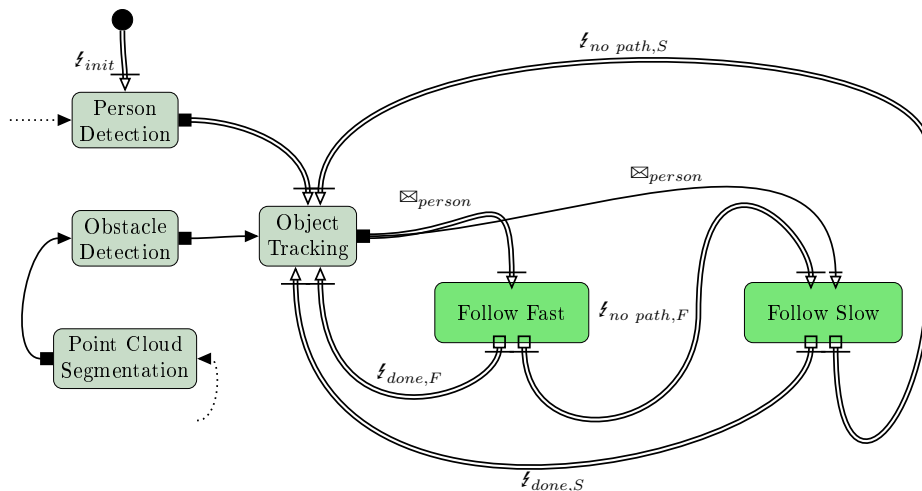 ↯no path,S
↯init
Person
Detection
✉person
✉person
Obstacle
Detection
Object
Tracking
Follow Fast
↯no path,F
Follow Slow
Point Cloud
Segmentation
↯done,F
↯done,S